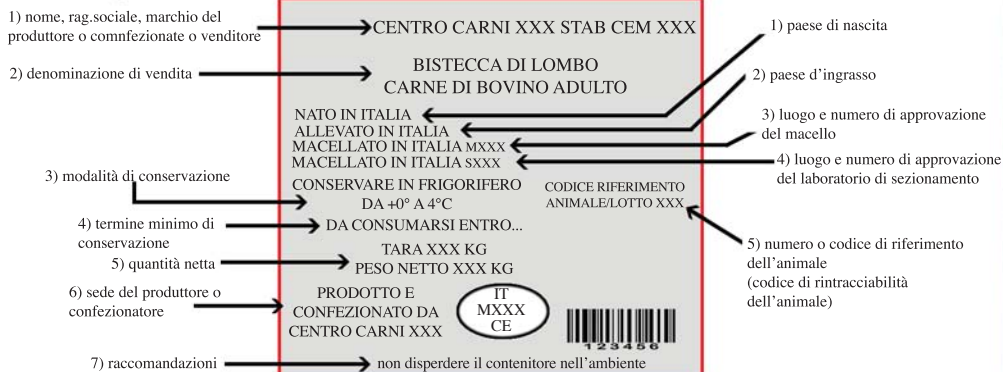 1) nome, rag.sociale, marchio del
produttore o comnfezionate o venditore
2) denominazione di vendita
3) modalità di conservazione
4) termine minimo di
conservazione
5) quantità netta
6) sede del produttore o
confezionatore
7) raccomandazioni
CENTRO CARNI XXX STAB CEM XXX
BISTECCA DI LOMBO
CARNE DI BOVINO ADULTO
NATO IN ITALIA
ALLEVATO IN ITALIA
MACELLATO IN ITALIA MXXX
MACELLATO IN ITALIA SXXX
CONSERVARE IN FRIGORIFERO
DA +0° A 4°C
DA CONSUMARSI ENTRO...
TARA XXX KG
PESO NETTO XXX KG
PRODOTTO E
CONFEZIONATO DA
CENTRO CARNI XXX
IT
MXXX
CE
CODICE RIFERIMENTO
ANIMALE/LOTTO XXX
123456
non disperdere il contenitore nell'ambiente
1) paese di nascita
2) paese d'ingrasso
3) luogo e numero di approvazione
del macello
4) luogo e numero di approvazione
del laboratorio di sezionamento
5) numero o codice di riferimento
dell'animale
(codice di rintracciabilità
dell'animale)